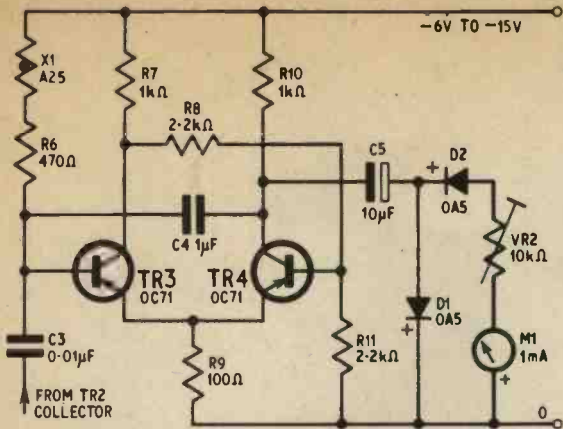 −6V TO −15V
X1
A25
R7
1kΩ
R10
1kΩ
R8
2·2kΩ
R6
470Ω
C5
10μF
+
D2
OA5
C4 1μF
VR2
10kΩ
TR3
OC71
TR4
OC71
D1
OA5
+
C3
0·01μF
R9
100Ω
R11
2·2kΩ
M1
1mA
+
FROM TR2
COLLECTOR
0